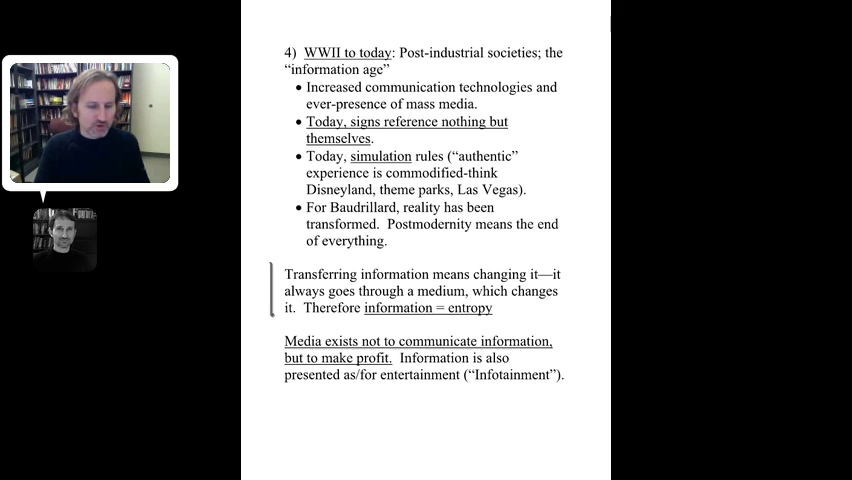 4) WWII to today: Post-industrial societies; the
“information age”
• Increased communication technologies and
ever-presence of mass media.
• Today, signs reference nothing but
themselves.
• Today, simulation rules (“authentic”
experience is commodified-think
Disneyland, theme parks, Las Vegas).
• For Baudrillard, reality has been
transformed. Postmodernity means the end
of everything.
Transferring information means changing it—it
always goes through a medium, which changes
it. Therefore information = entropy
Media exists not to communicate information,
but to make profit. Information is also
presented as/for entertainment (“Infotainment”).